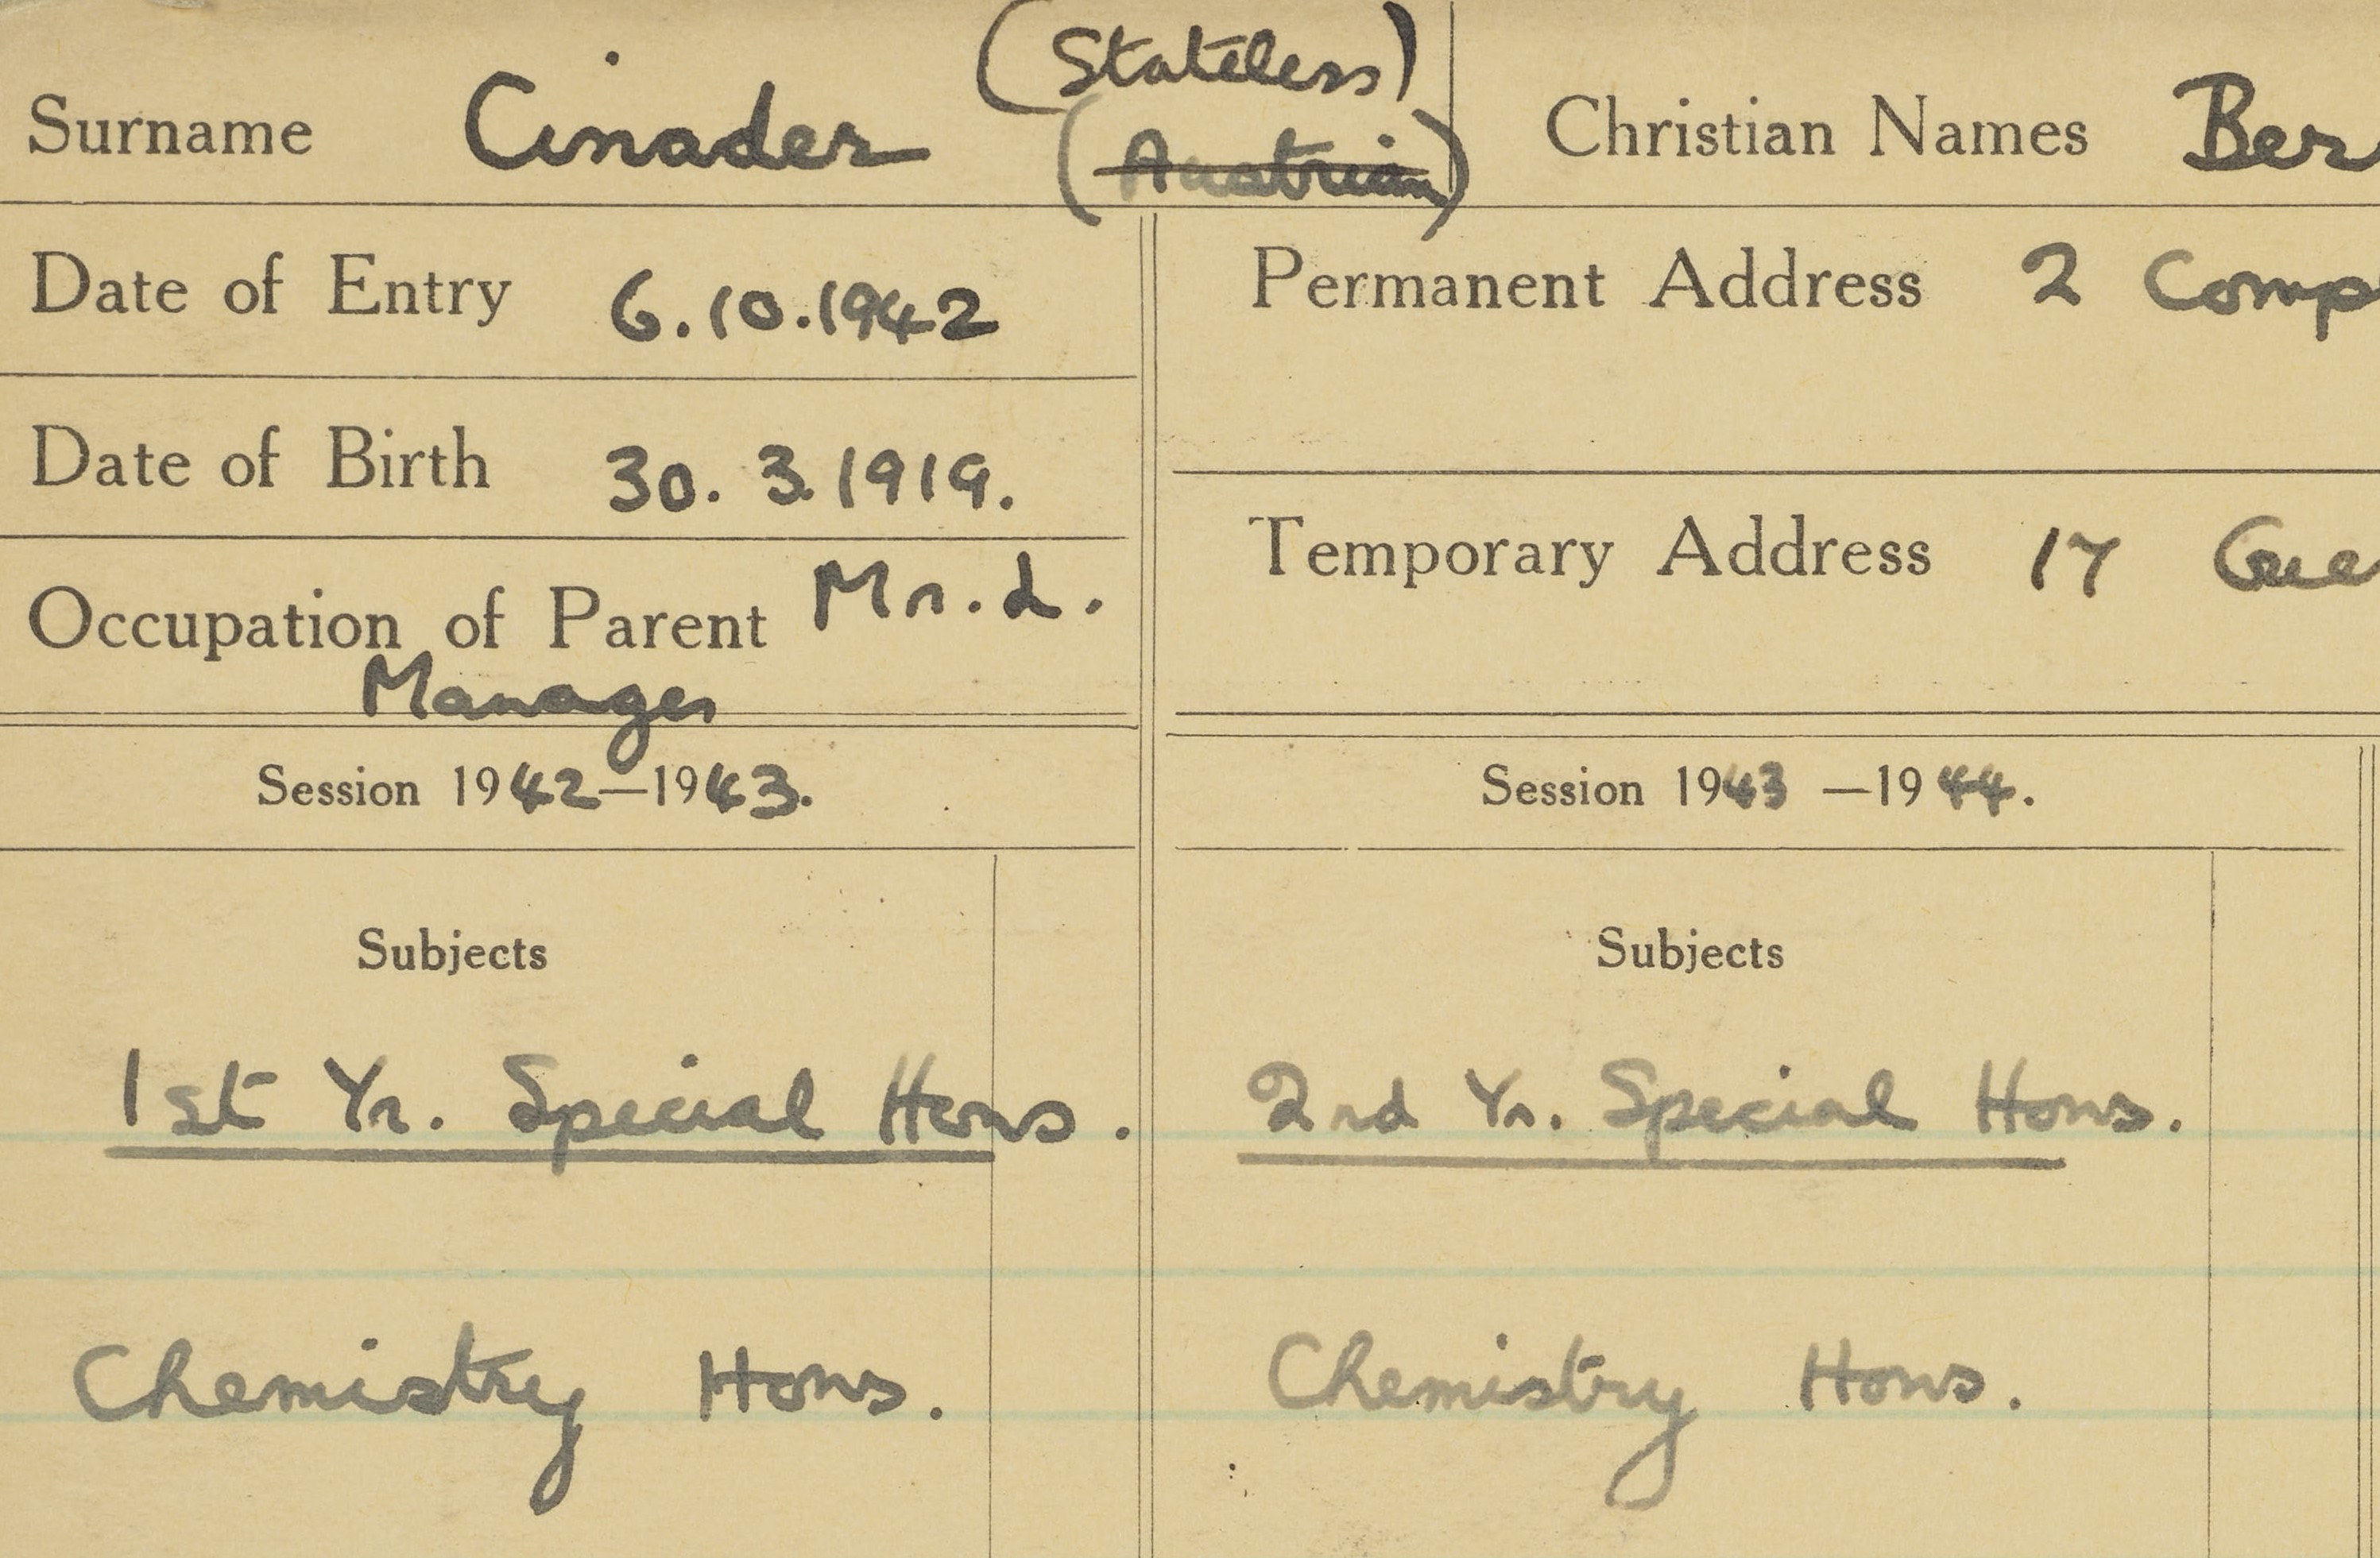 (Stateless)
Surname Cinader (Austrian) Christian Names Ber
Date of Entry 6.10.1942
Permanent Address 2 Comp
Date of Birth 30.3.1919.
Temporary Address 17
Occupation of Parent Mr. L.
Manager
Session 1942—1943.
Session 1943—1944.
Subjects
Subjects
1st Yr. Special Hons.
2nd Yr. Special Hons.
Chemistry Hons.
Chemistry Hons.